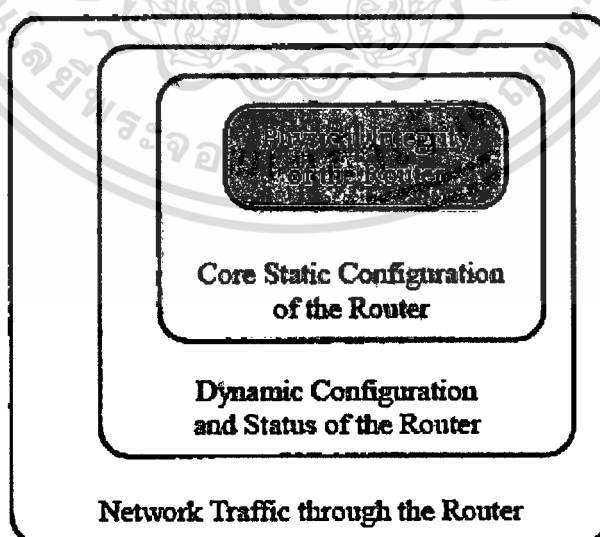 Physical Integrity
of the Router
Core Static Configuration
of the Router
Dynamic Configuration
and Status of the Router
Network Traffic through the Router